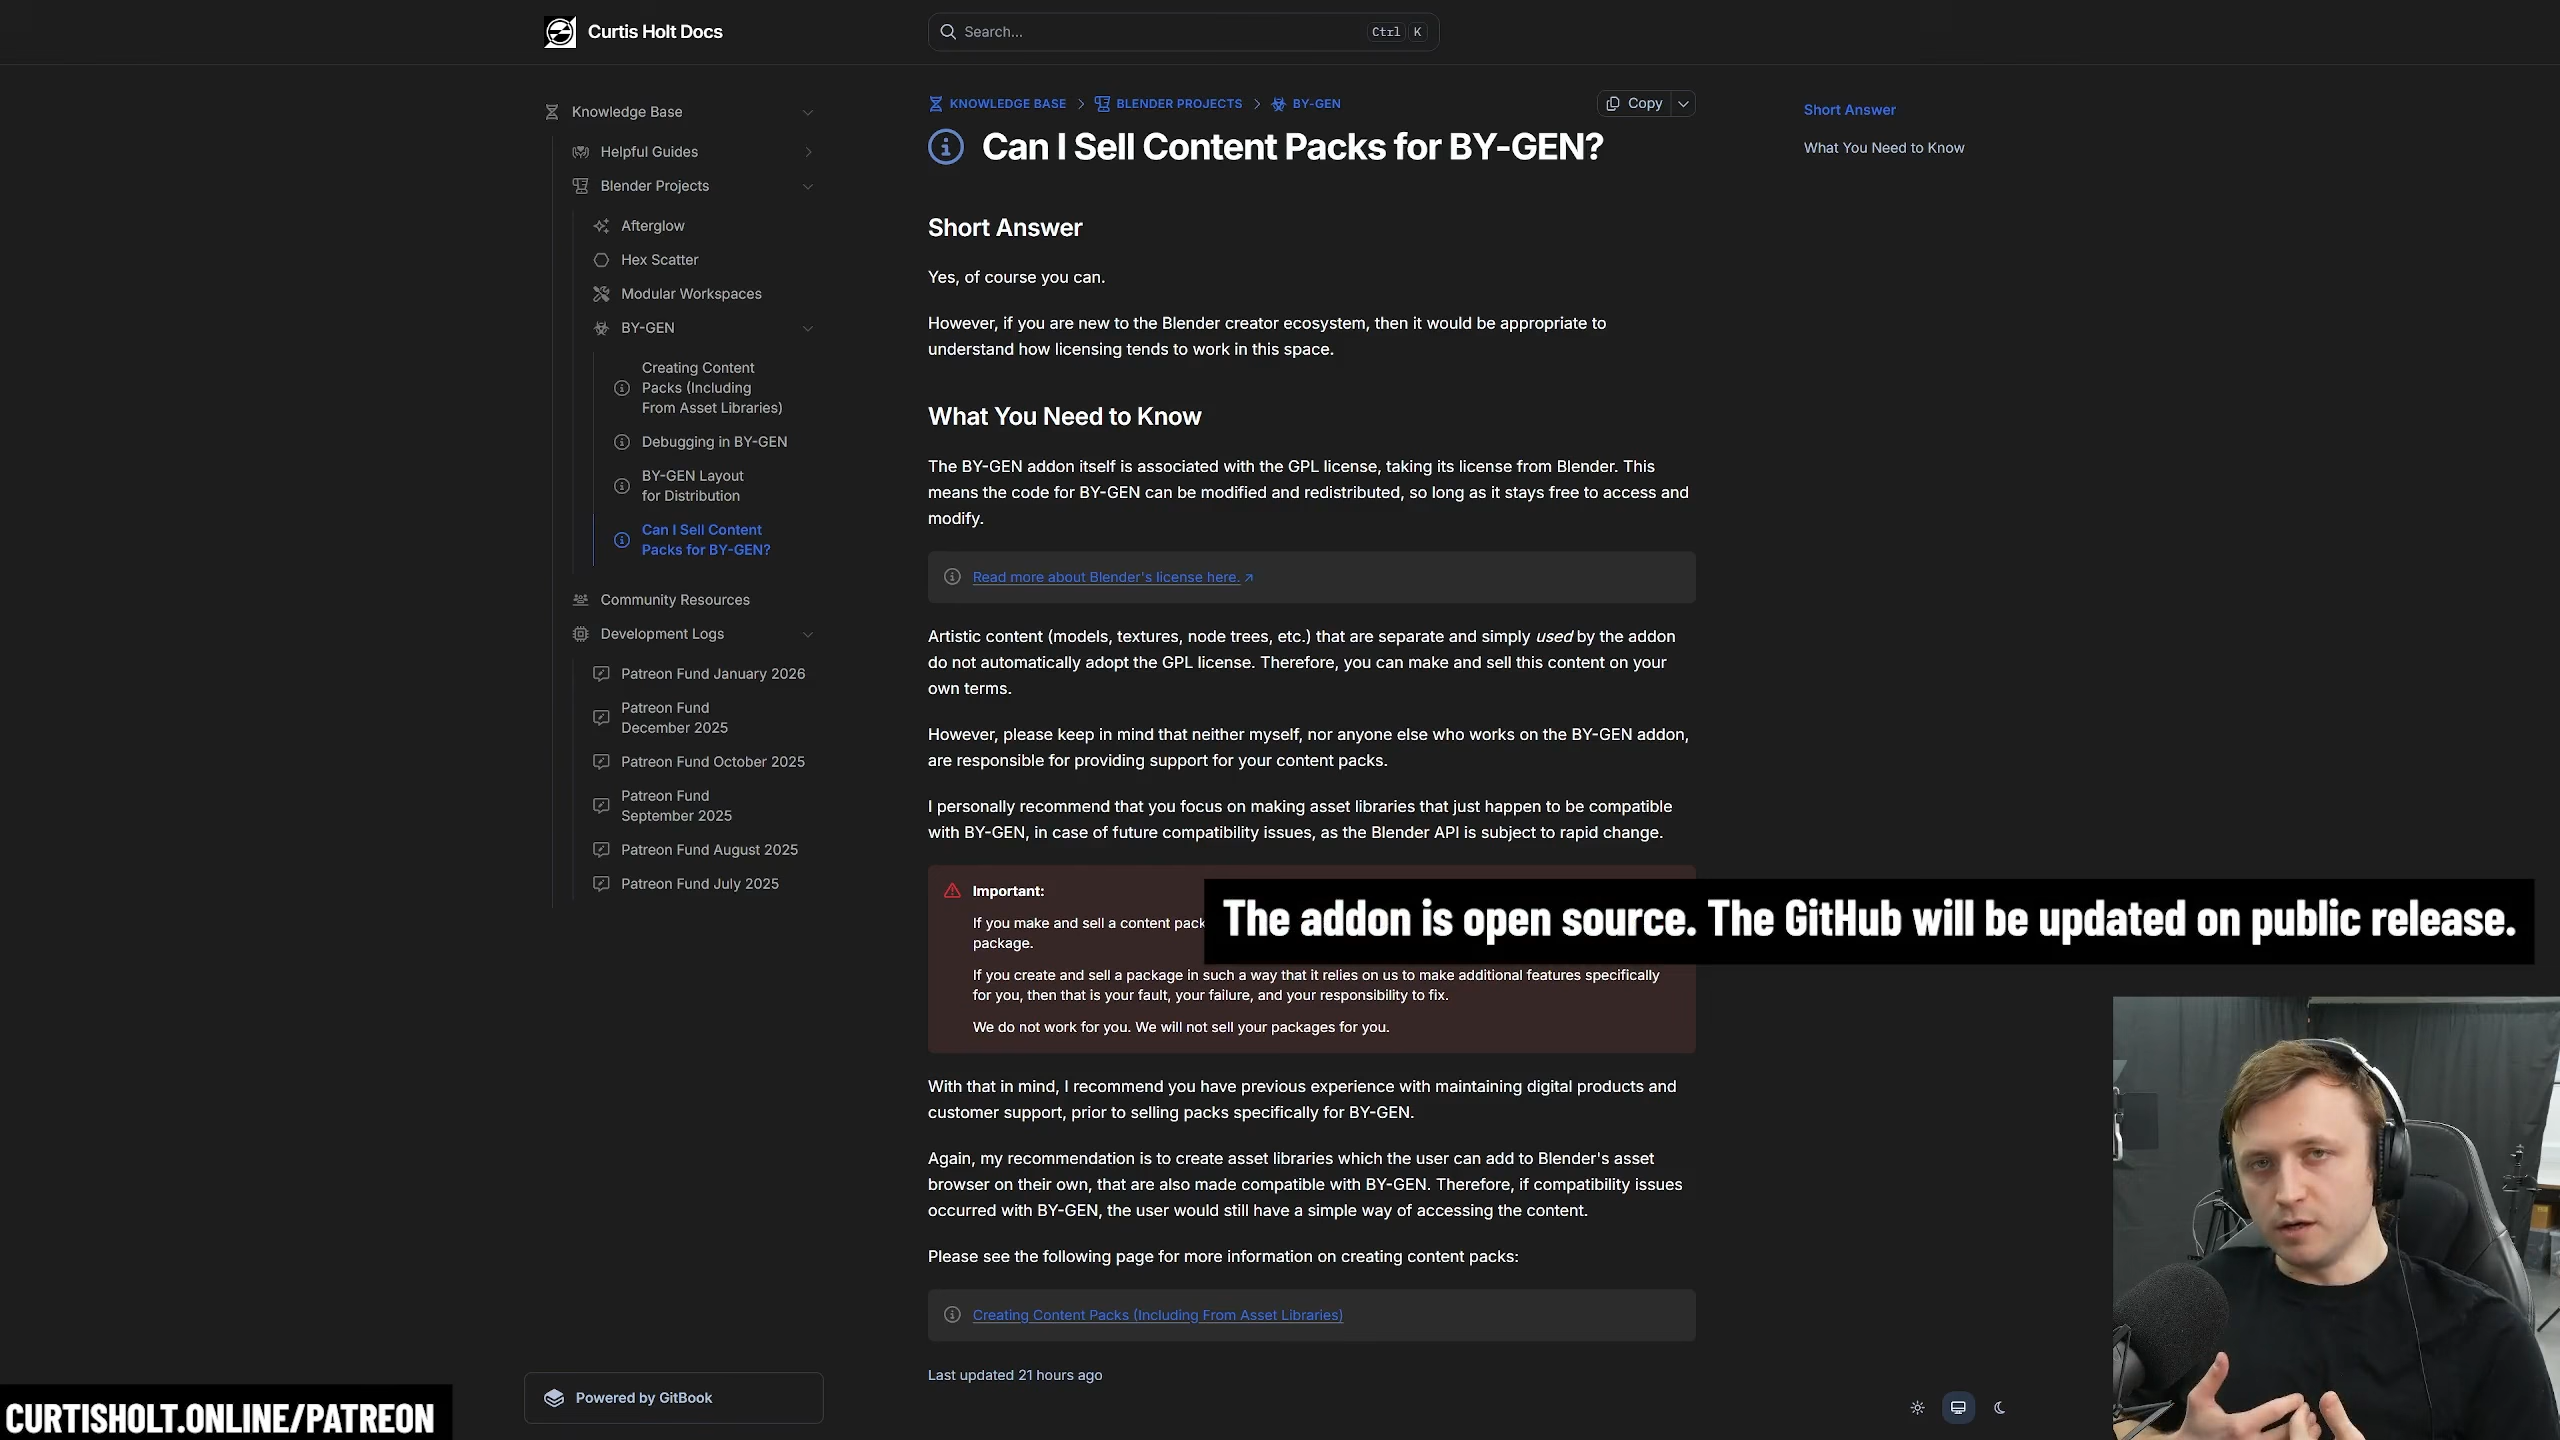 Curtis Holt Docs
Search...
Ctrl K
Knowledge Base
Helpful Guides
Blender Projects
Afterglow
Hex Scatter
Modular Workspaces
BY-GEN
Creating Content
Packs (Including
From Asset Libraries)
Debugging in BY-GEN
BY-GEN Layout
for Distribution
Can I Sell Content
Packs for BY-GEN?
Community Resources
Development Logs
Patreon Fund January 2026
Patreon Fund
December 2025
Patreon Fund October 2025
Patreon Fund
September 2025
Patreon Fund August 2025
Patreon Fund July 2025
Powered by GitBook
KNOWLEDGE BASE > BLENDER PROJECTS > BY-GEN
Copy
Can I Sell Content Packs for BY-GEN?
Short Answer
Yes, of course you can.
However, if you are new to the Blender creator ecosystem, then it would be appropriate to
understand how licensing tends to work in this space.
What You Need to Know
The BY-GEN addon itself is associated with the GPL license, taking its license from Blender. This
means the code for BY-GEN can be modified and redistributed, so long as it stays free to access and
modify.
Read more about Blender's license here. ↗
Artistic content (models, textures, node trees, etc.) that are separate and simply used by the addon
do not automatically adopt the GPL license. Therefore, you can make and sell this content on your
own terms.
However, please keep in mind that neither myself, nor anyone else who works on the BY-GEN addon,
are responsible for providing support for your content packs.
I personally recommend that you focus on making asset libraries that just happen to be compatible
with BY-GEN, in case of future compatibility issues, as the Blender API is subject to rapid change.
Important:
If you make and sell a content pack
package.
The addon is open source. The GitHub will be updated on public release.
If you create and sell a package in such a way that it relies on us to make additional features specifically
for you, then that is your fault, your failure, and your responsibility to fix.
We do not work for you. We will not sell your packages for you.
With that in mind, I recommend you have previous experience with maintaining digital products and
customer support, prior to selling packs specifically for BY-GEN.
Again, my recommendation is to create asset libraries which the user can add to Blender's asset
browser on their own, that are also made compatible with BY-GEN. Therefore, if compatibility issues
occurred with BY-GEN, the user would still have a simple way of accessing the content.
Please see the following page for more information on creating content packs:
Creating Content Packs (Including From Asset Libraries)
Last updated 21 hours ago
Short Answer
What You Need to Know
CURTISHOLT.ONLINE/PATREON